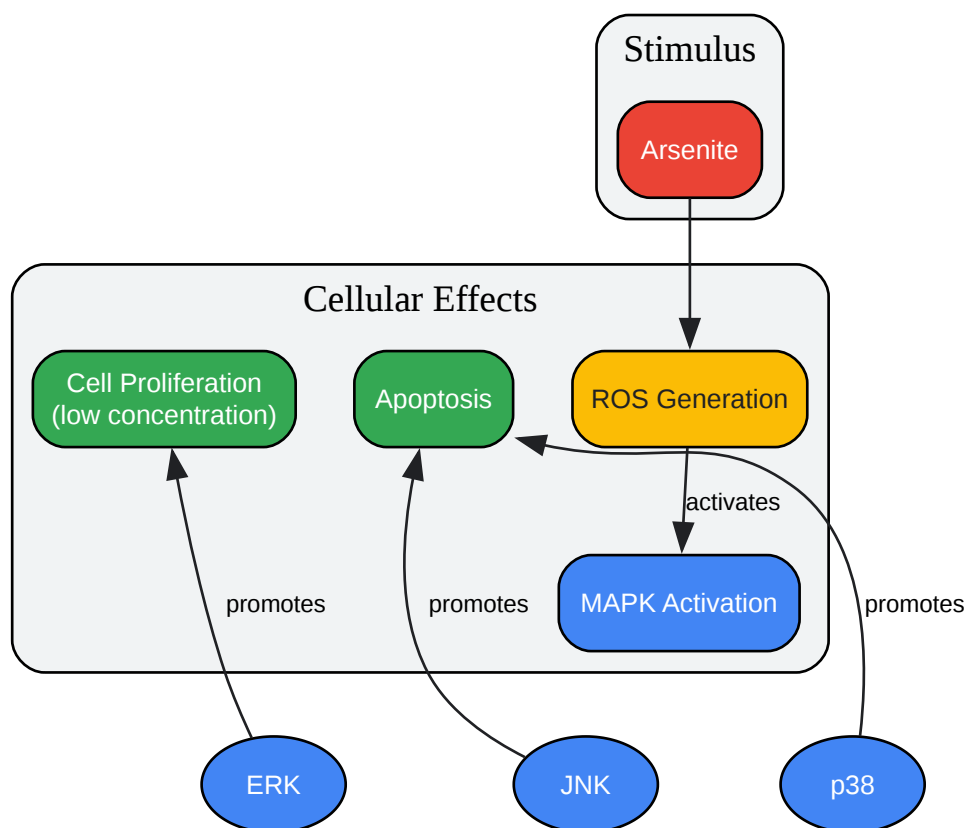 Stimulus
Arsenite
Cellular Effects
Cell Proliferation
(low concentration)
Apoptosis
ROS Generation
activates
MAPK Activation
promotes
promotes
promotes
ERK
JNK
p38